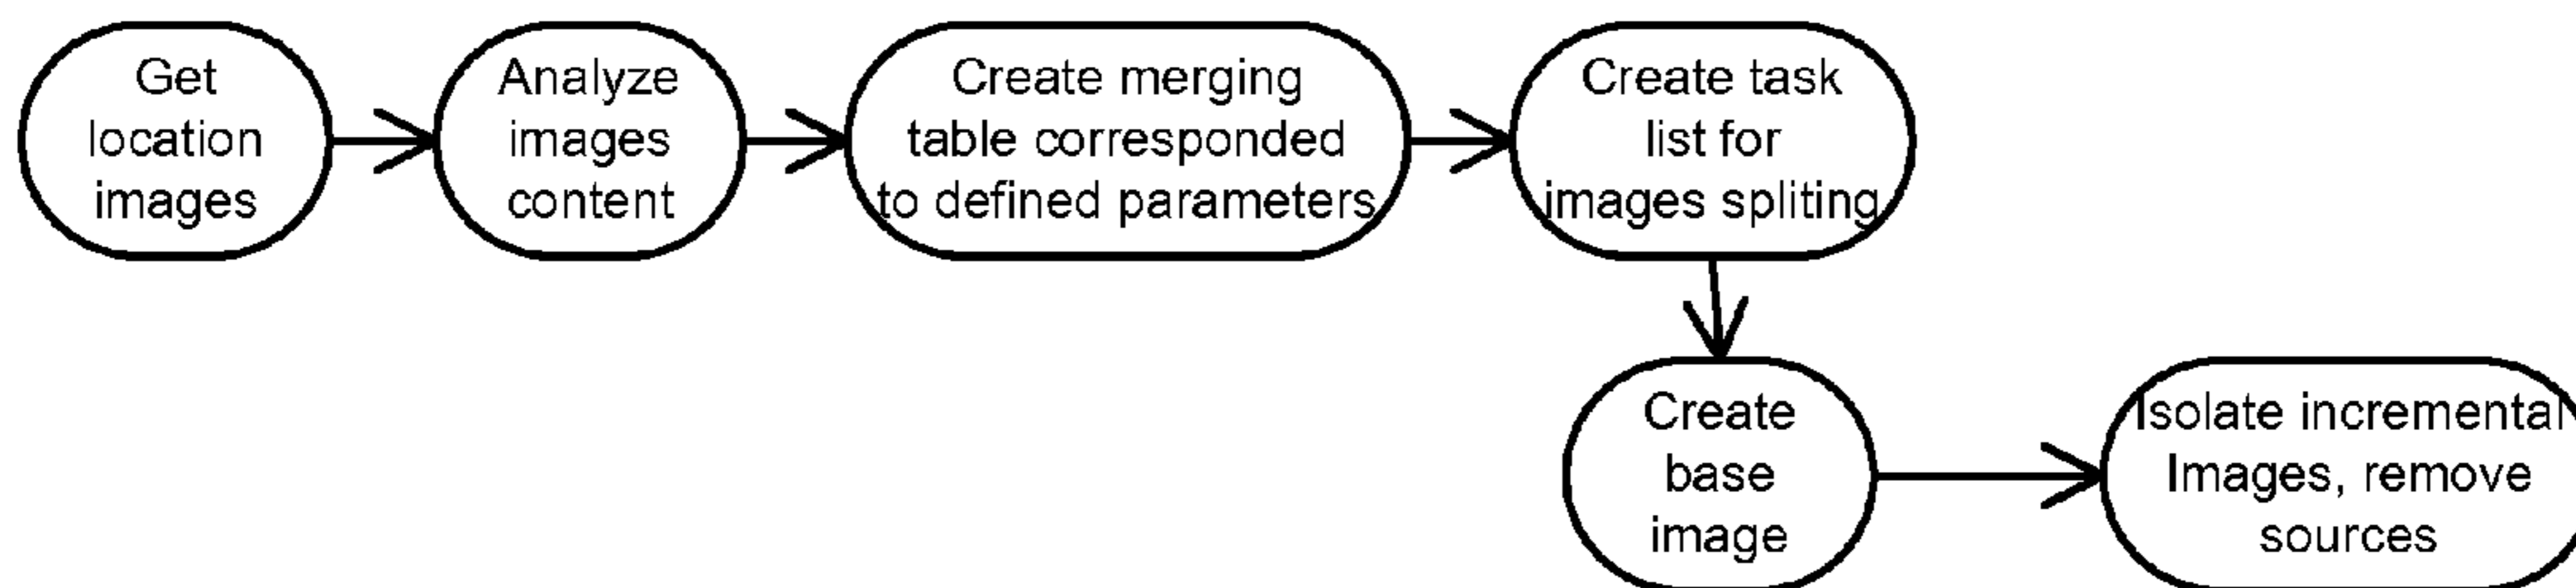 Get
location
images
Analyze
images
content
Create merging
table corresponded
to defined parameters
Create task
list for
images spliting
Create
base
image
Isolate incremental
Images, remove
sources